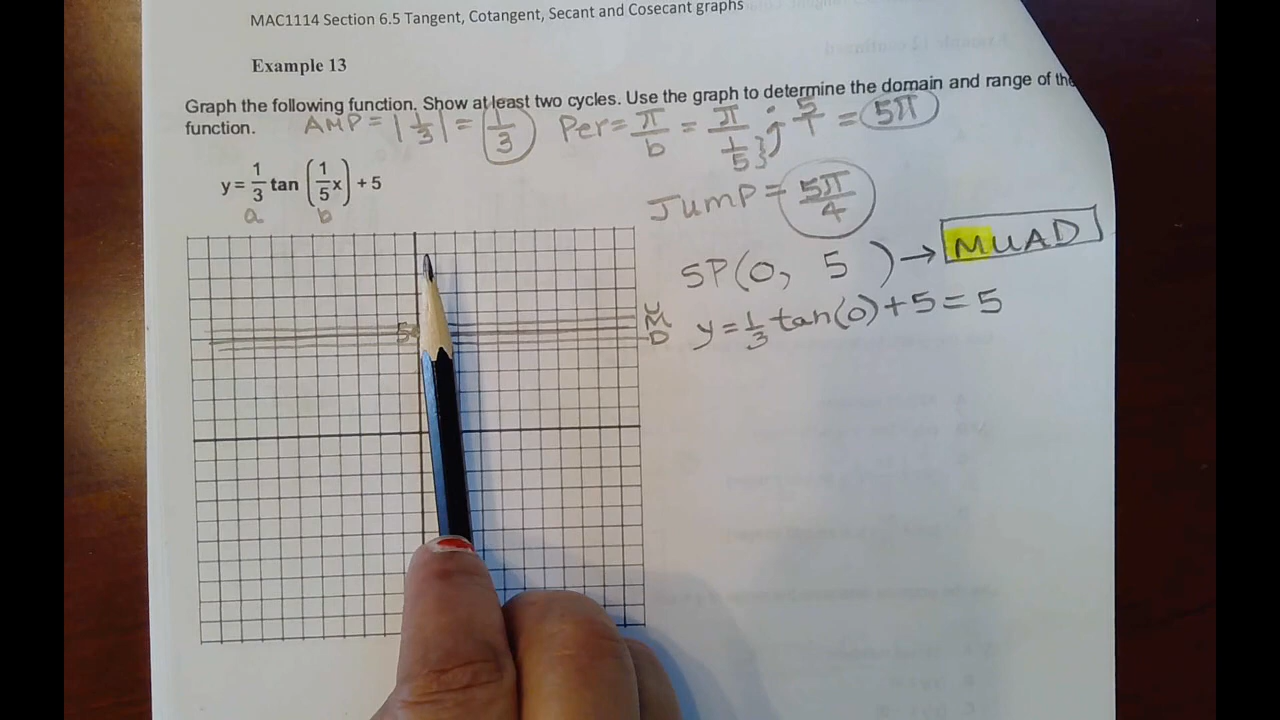 MAC1114 Section 6.5 Tangent, Cotangent, Secant and Cosecant graphs
Example 13
Graph the following function. Show at least two cycles. Use the graph to determine the domain and range of the
function.
AMP = |1/3| = 1/3 Per = π/b = π/(1/5) ; 5/1 = 5π
y = 1/3 tan (1/5 x) + 5
a b
JumP = 5π/4
SP(0, 5) → MUAD
y = 1/3 tan(0) + 5 = 5
U
M
D
5